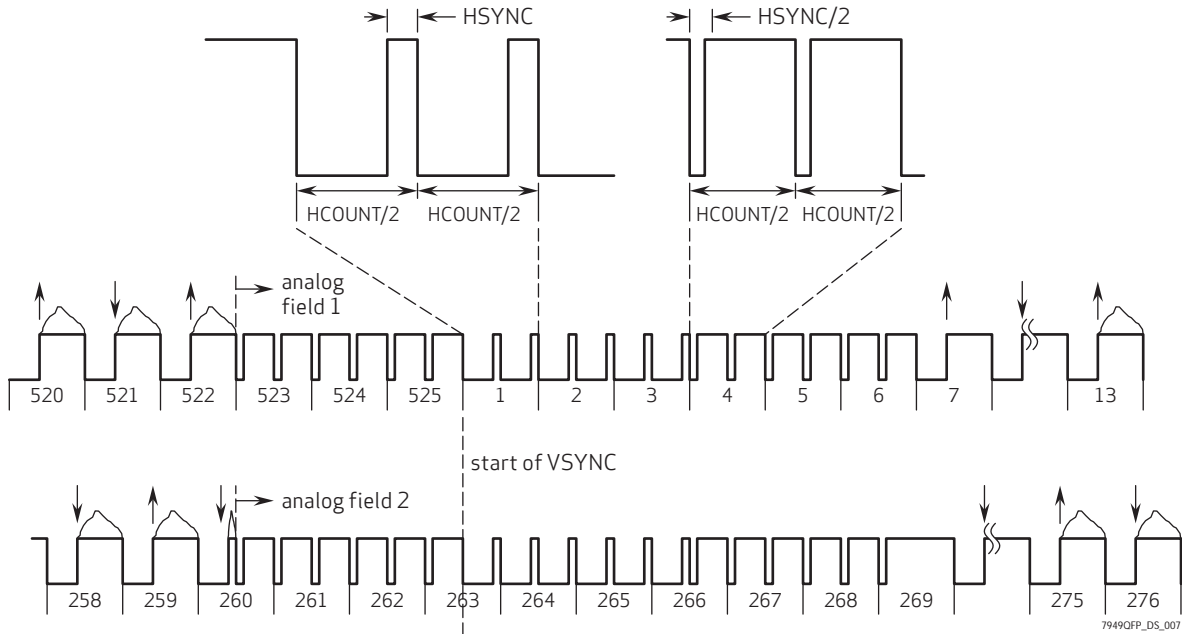 HSYNC
HSYNC/2
HCOUNT/2 HCOUNT/2
HCOUNT/2 HCOUNT/2
analog
field 1
520 521 522 523 524 525 1 2 3 4 5 6 7 13
start of VSYNC
analog field 2
258 259 260 261 262 263 264 265 266 267 268 269 275 276
7949QFP_DS_007